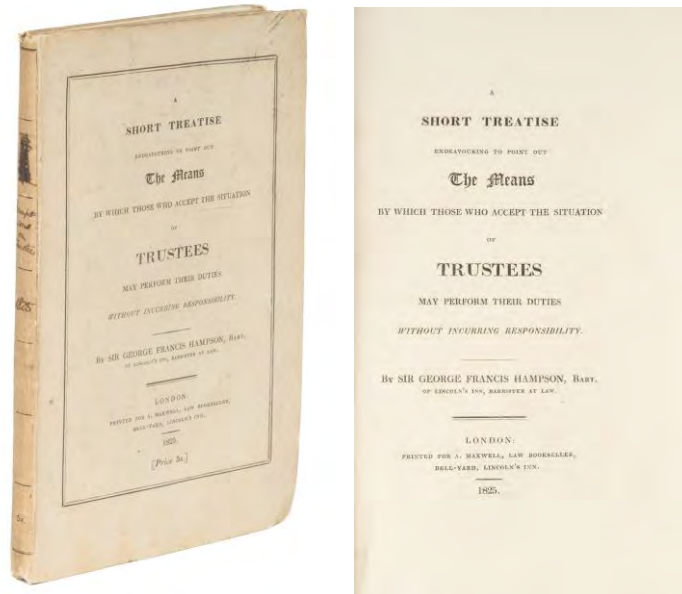 A
SHORT TREATISE
ENDEAVOURING TO POINT OUT
The Means
BY WHICH THOSE WHO ACCEPT THE SITUATION
OF
TRUSTEES
MAY PERFORM THEIR DUTIES
WITHOUT INCURRING RESPONSIBILITY.
By SIR GEORGE FRANCIS HAMPSON, Bart.
OF LINCOLN'S INN, BARRISTER AT LAW.
LONDON:
PRINTED FOR A. MAXWELL, LAW BOOKSELLER,
BELL-YARD, LINCOLN'S INN.
1825.
[Price 5s.]
1825
5s.
A
SHORT TREATISE
ENDEAVOURING TO POINT OUT
The Means
BY WHICH THOSE WHO ACCEPT THE SITUATION
OF
TRUSTEES
MAY PERFORM THEIR DUTIES
WITHOUT INCURRING RESPONSIBILITY.
By SIR GEORGE FRANCIS HAMPSON, Bart.
OF LINCOLN'S INN, BARRISTER AT LAW.
LONDON:
PRINTED FOR A. MAXWELL, LAW BOOKSELLER,
BELL-YARD, LINCOLN'S INN.
1825.